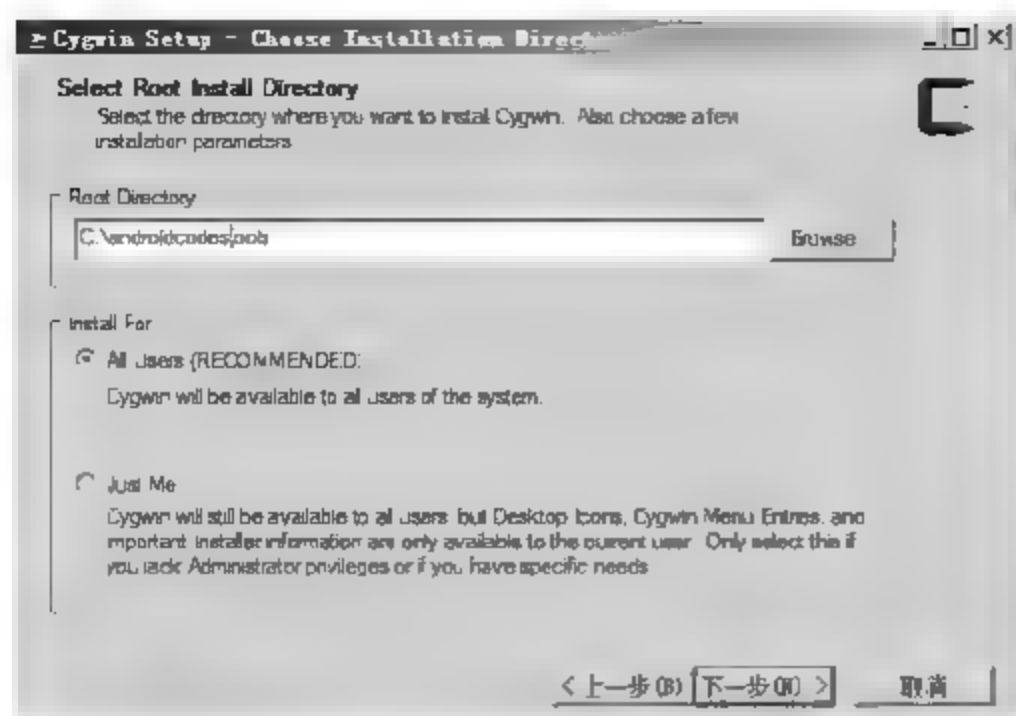 Cygwin Setup - Choose Installation Direct
Select Root Install Directory
Select the directory where you want to install Cygwin. Also choose a few
installation parameters
Root Directory
Browse
Install For
All Users (RECOMMENDED)
Cygwin will be available to all users of the system.
Just Me
Cygwin will still be available to all users, but Desktop Icons, Cygwin Menu Entries, and
important installer information are only available to the current user. Only select this if
you lack Administrator privileges or if you have specific needs
< 上一步(B)
下一步(N) >
取消